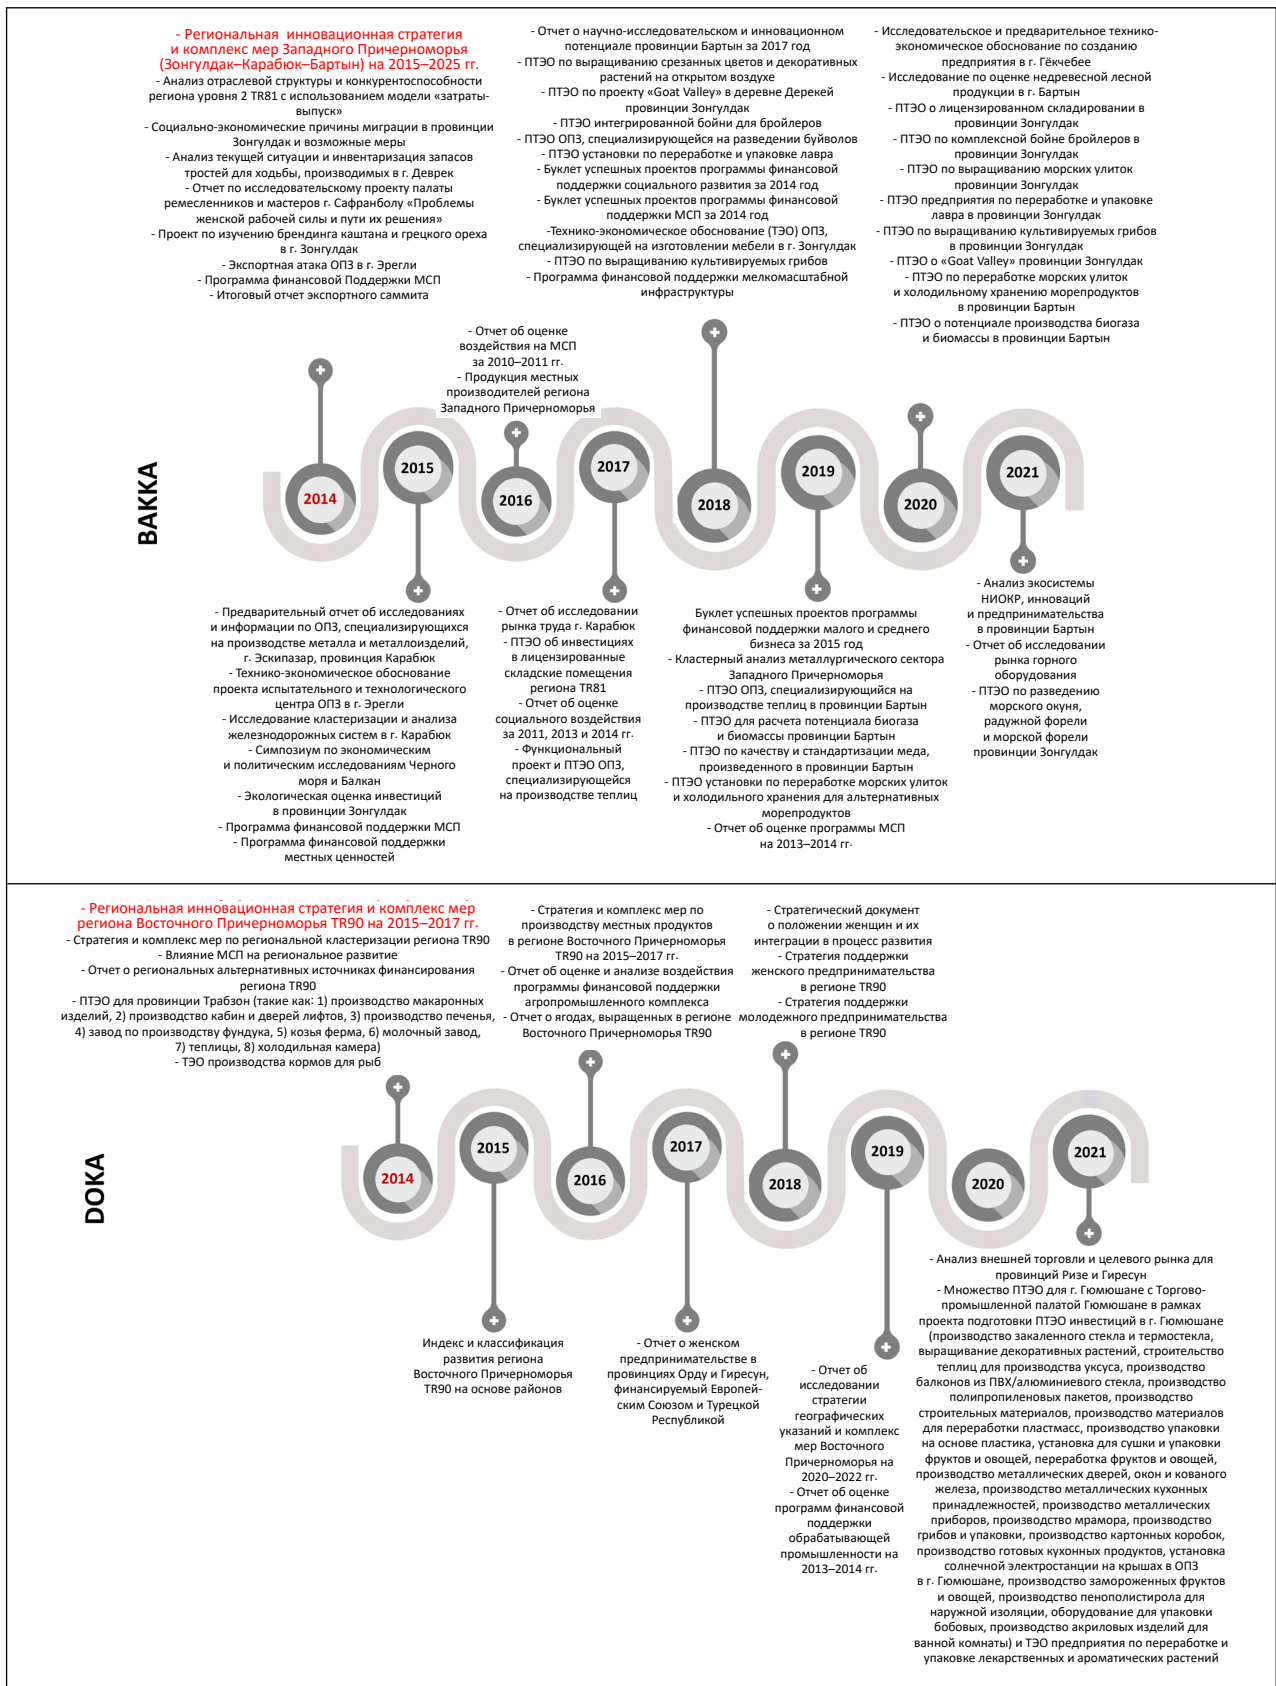 - Региональная инновационная стратегия
и комплекс мер Западного Причерноморья
(Зонгулдак–Карабюк–Бартын) на 2015–2025 гг.
- Анализ отраслевой структуры и конкурентоспособности
региона уровня 2 TR81 с использованием модели «затраты-
выпуск»
- Социально-экономические причины миграции в провинции
Зонгулдак и возможные меры
- Анализ текущей ситуации и инвентаризация запасов
тростей для ходьбы, производимых в г. Деврек
- Отчет по исследовательскому проекту палаты
ремесленников и мастеров г. Сафранболу «Проблемы
женской рабочей силы и пути их решения»
- Проект по изучению брендинга каштана и грецкого ореха
в г. Зонгулдак
- Экспортная атака ОПЗ в г. Эрегли
- Программа финансовой Поддержки МСП
- Итоговый отчет экспортного саммита
- Отчет об оценке
воздействия на МСП
за 2010–2011 гг.
- Продукция местных
производителей региона
Западного Причерноморья
- Отчет о научно-исследовательском и инновационном
потенциале провинции Бартын за 2017 год
- ПТЭО по выращиванию срезанных цветов и декоративных
растений на открытом воздухе
- ПТЭО по проекту «Goat Valley» в деревне Дерекей
провинции Зонгулдак
- ПТЭО интегрированной бойни для бройлеров
- ПТЭО ОПЗ, специализирующейся на разведении буйволов
- ПТЭО установки по переработке и упаковке лавра
- Буклет успешных проектов программы финансовой
поддержки социального развития за 2014 год
- Буклет успешных проектов программы финансовой
поддержки МСП за 2014 год
-Технико-экономическое обоснование (ТЭО) ОПЗ,
специализирующей на изготовлении мебели в г. Зонгулдак
- ПТЭО по выращиванию культивируемых грибов
- Программа финансовой поддержки мелкомасштабной
инфраструктуры
- Исследовательское и предварительное технико-
экономическое обоснование по созданию
предприятия в г. Гёкчебее
- Исследование по оценке недревесной лесной
продукции в г. Бартын
- ПТЭО о лицензированном складировании в
провинции Зонгулдак
- ПТЭО по комплексной бойне бройлеров в
провинции Зонгулдак
- ПТЭО по выращиванию морских улиток
провинции Зонгулдак
- ПТЭО предприятия по переработке и упаковке
лавра в провинции Зонгулдак
- ПТЭО по выращиванию культивируемых грибов
в провинции Зонгулдак
- ПТЭО о «Goat Valley» провинции Зонгулдак
- ПТЭО по переработке морских улиток
и холодильному хранению морепродуктов
в провинции Бартын
- ПТЭО о потенциале производства биогаза
и биомассы в провинции Бартын
BAKKA
2014
2015
2016
2017
2018
2019
2020
2021
- Предварительный отчет об исследованиях
и информации по ОПЗ, специализирующихся
на производстве металла и металлоизделий,
г. Эскипазар, провинция Карабюк
- Технико-экономическое обоснование
проекта испытательного и технологического
центра ОПЗ в г. Эрегли
- Исследование кластеризации и анализа
железнодорожных систем в г. Карабюк
- Симпозиум по экономическим
и политическим исследованиям Черного
моря и Балкан
- Экологическая оценка инвестиций
в провинции Зонгулдак
- Программа финансовой поддержки МСП
- Программа финансовой поддержки
местных ценностей
- Отчет об исследовании
рынка труда г. Карабюк
- ПТЭО об инвестициях
в лицензированные
складские помещения
региона TR81
- Отчет об оценке
социального воздействия
за 2011, 2013 и 2014 гг.
- Функциональный
проект и ПТЭО ОПЗ,
специализирующейся
на производстве теплиц
Буклет успешных проектов программы
финансовой поддержки малого и среднего
бизнеса за 2015 год
- Кластерный анализ металлургического сектора
Западного Причерноморья
- ПТЭО ОПЗ, специализирующийся на
производстве теплиц в провинции Бартын
- ПТЭО для расчета потенциала биогаза
и биомассы провинции Бартын
- ПТЭО по качеству и стандартизации меда,
произведенного в провинции Бартын
- ПТЭО установки по переработке морских улиток
и холодильного хранения для альтернативных
морепродуктов
- Отчет об оценке программы МСП
на 2013–2014 гг.
- Анализ экосистемы
НИОКР, инноваций
и предпринимательства
в провинции Бартын
- Отчет об исследовании
рынка горного
оборудования
- ПТЭО по разведению
морского окуня,
радужной форели
и морской форели
провинции Зонгулдак
- Региональная инновационная стратегия и комплекс мер
региона Восточного Причерноморья TR90 на 2015–2017 гг.
- Стратегия и комплекс мер по региональной кластеризации региона TR90
- Влияние МСП на региональное развитие
- Отчет о региональных альтернативных источниках финансирования
региона TR90
- ПТЭО для провинции Трабзон (такие как: 1) производство макаронных
изделий, 2) производство кабин и дверей лифтов, 3) производство печенья,
4) завод по производству фундука, 5) козья ферма, 6) молочный завод,
7) теплицы, 8) холодильная камера)
- ТЭО производства кормов для рыб
- Стратегия и комплекс мер по
производству местных продуктов
в регионе Восточного Причерноморья
TR90 на 2015–2017 гг.
- Отчет об оценке и анализе воздействия
программы финансовой поддержки
агропромышленного комплекса
- Отчет о ягодах, выращенных в регионе
Восточного Причерноморья TR90
- Стратегический документ
о положении женщин и их
интеграции в процесс развития
- Стратегия поддержки
женского предпринимательства
в регионе TR90
- Стратегия поддержки
молодежного предпринимательства
в регионе TR90
DOKA
2014
2015
2016
2017
2018
2019
2020
2021
Индекс и классификация
развития региона
Восточного Причерноморья
TR90 на основе районов
- Отчет о женском
предпринимательстве в
провинциях Орду и Гиресун,
финансируемый Европей-
ским Союзом и Турецкой
Республикой
- Отчет об
исследовании
стратегии
географических
указаний и комплекс
мер Восточного
Причерноморья на
2020–2022 гг.
- Отчет об оценке
программ финансовой
поддержки
обрабатывающей
промышленности на
2013–2014 гг.
- Анализ внешней торговли и целевого рынка для
провинций Ризе и Гиресун
- Множество ПТЭО для г. Гюмюшане с Торгово-
промышленной палатой Гюмюшане в рамках
проекта подготовки ПТЭО инвестиций в г. Гюмюшане
(производство закаленного стекла и термостекла,
выращивание декоративных растений, строительство
теплиц для производства уксуса, производство
балконов из ПВХ/алюминиевого стекла, производство
полипропиленовых пакетов, производство
строительных материалов, производство материалов
для переработки пластмасс, производство упаковки
на основе пластика, установка для сушки и упаковки
фруктов и овощей, переработка фруктов и овощей,
производство металлических дверей, окон и кованого
железа, производство металлических кухонных
принадлежностей, производство металлических
приборов, производство мрамора, производство
грибов и упаковки, производство картонных коробок,
производство готовых кухонных продуктов, установка
солнечной электростанции на крышах в ОПЗ
в г. Гюмюшане, производство замороженных фруктов
и овощей, производство пенополистирола для
наружной изоляции, оборудование для упаковки
бобовых, производство акриловых изделий для
ванной комнаты) и ТЭО предприятия по переработке и
упаковке лекарственных и ароматических растений